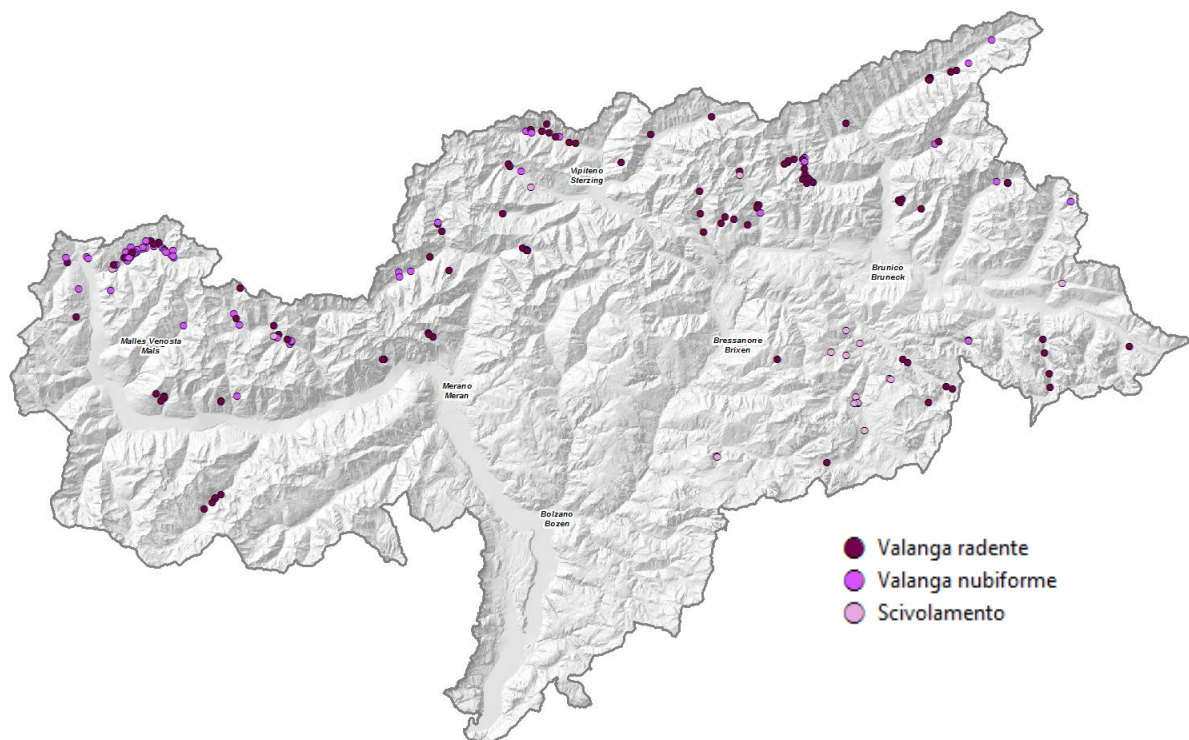 Vipiteno
Sterzing
Brunico
Bruneck
Malles Venosta
Mals
Bressanone
Brixen
Merano
Meran
Bolzano
Bozen
Valanga radente
Valanga nubiforme
Scivolamento